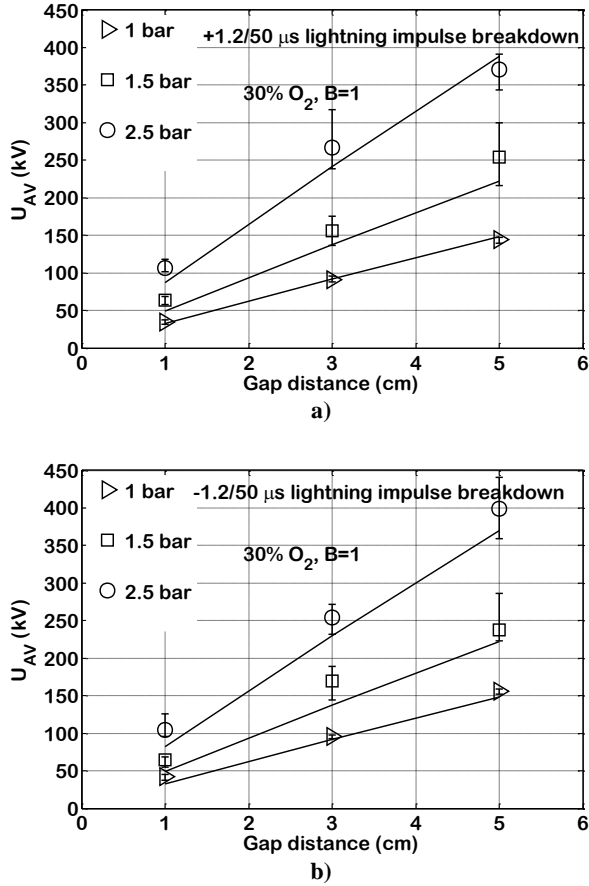 450
400
350
300
250
200
150
100
50
0
U_AV (kV)
1 bar
1.5 bar
2.5 bar
+1.2/50 μs lightning impulse breakdown
30% O₂, B=1
0 1 2 3 4 5 6
Gap distance (cm)
a)
450
400
350
300
250
200
150
100
50
0
U_AV (kV)
1 bar
1.5 bar
2.5 bar
-1.2/50 μs lightning impulse breakdown
30% O₂, B=1
0 1 2 3 4 5 6
Gap distance (cm)
b)